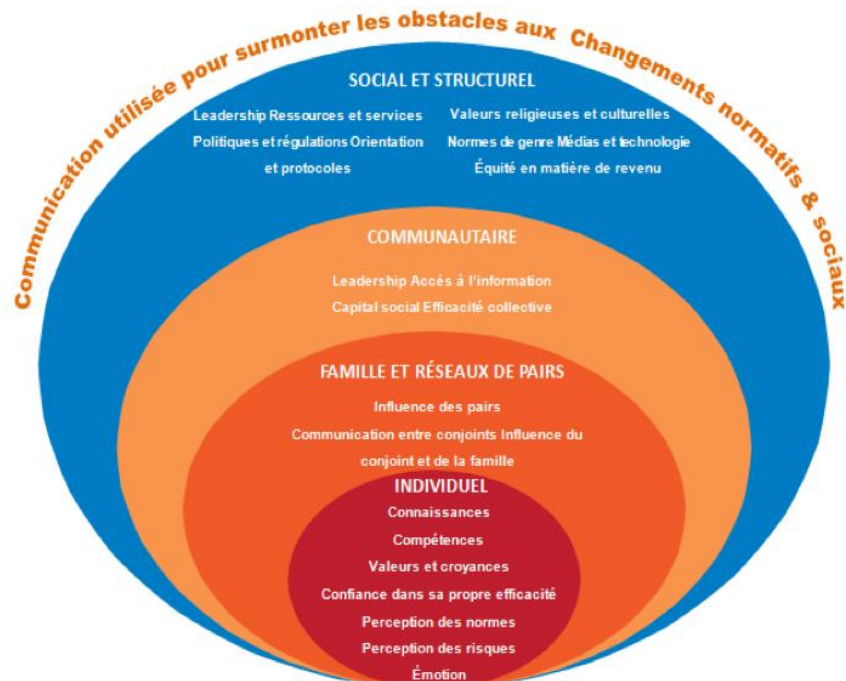 Communication utilisée pour surmonter les obstacles aux Changements normatifs & sociaux
SOCIAL ET STRUCTUREL
Leadership Ressources et services
Politiques et régulations Orientation
et protocoles
Valeurs religieuses et culturelles
Normes de genre Médias et technologie
Équité en matière de revenu
COMMUNAUTAIRE
Leadership Accès à l'information
Capital social Efficacité collective
FAMILLE ET RÉSEAUX DE PAIRS
Influence des pairs
Communication entre conjoints Influence du
conjoint et de la famille
INDIVIDUEL
Connaissances
Compétences
Valeurs et croyances
Confiance dans sa propre efficacité
Perception des normes
Perception des risques
Émotion